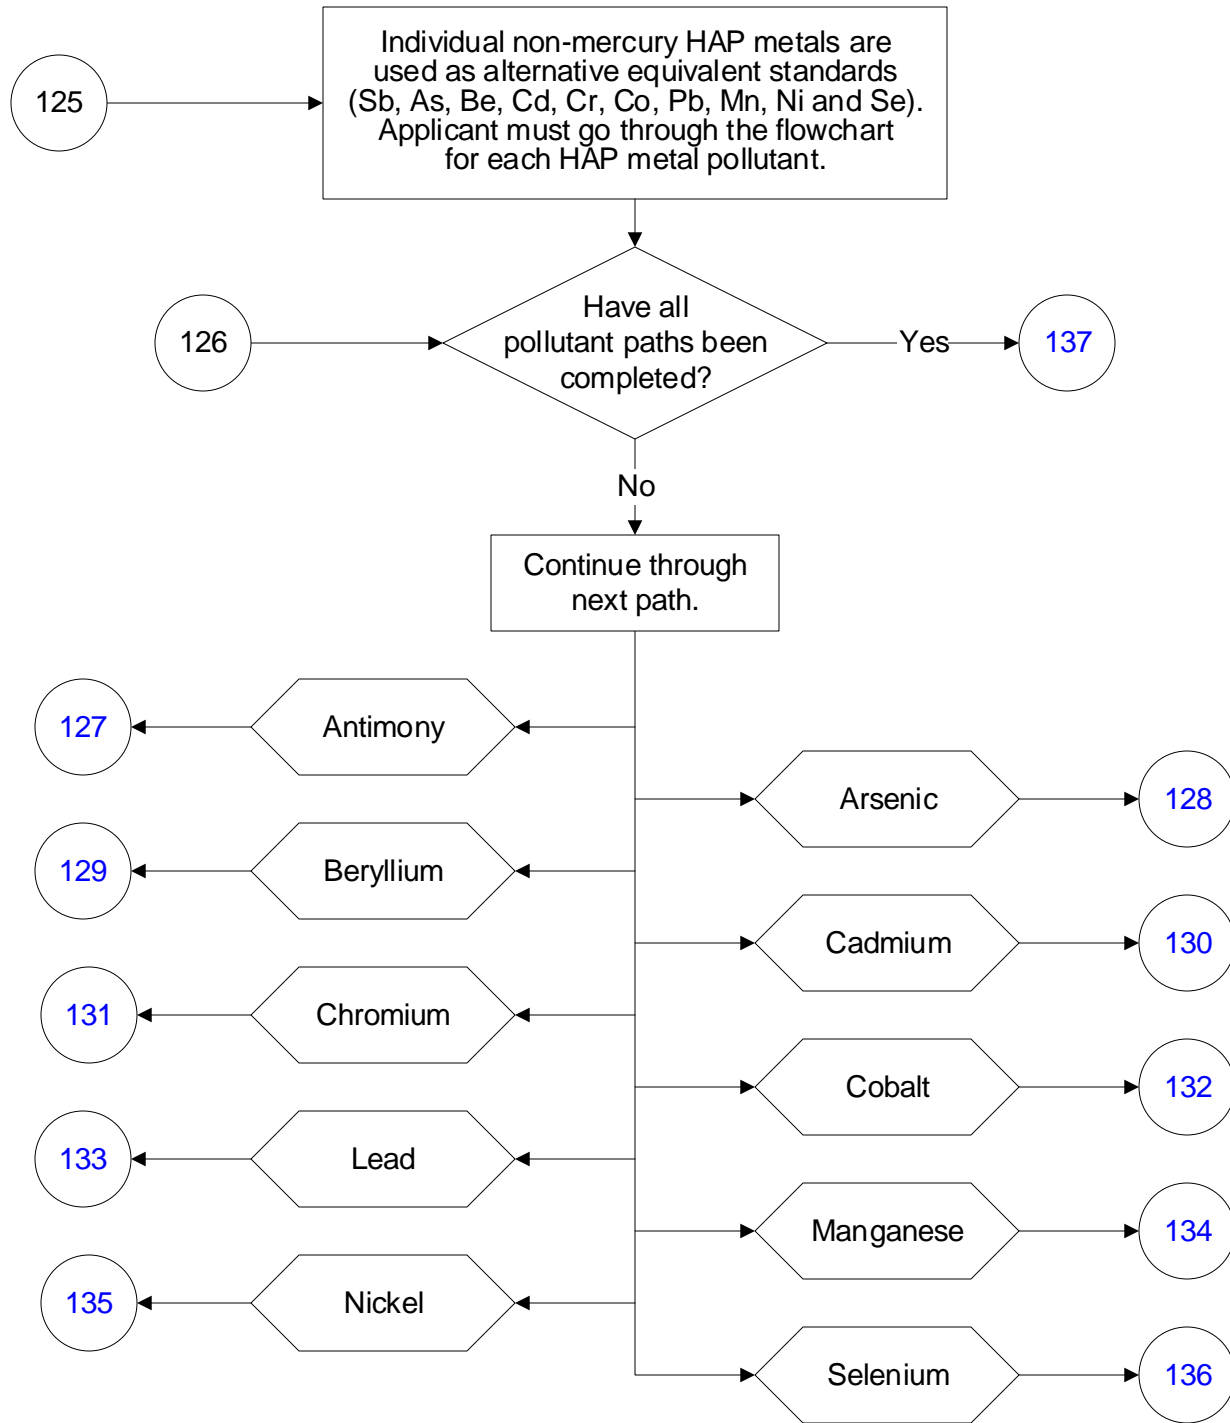 Individual non-mercury HAP metals are
used as alternative equivalent standards
(Sb, As, Be, Cd, Cr, Co, Pb, Mn, Ni and Se).
Applicant must go through the flowchart
for each HAP metal pollutant.
125
Have all
pollutant paths been
completed?
126
Yes
137
No
Continue through
next path.
127
Antimony
Arsenic
128
129
Beryllium
Cadmium
130
131
Chromium
Cobalt
132
133
Lead
Manganese
134
135
Nickel
Selenium
136